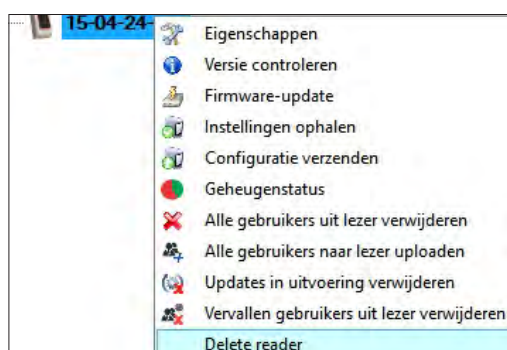 15-04-24-
Eigenschappen
Versie controleren
Firmware-update
Instellingen ophalen
Configuratie verzenden
Geheugenstatus
Alle gebruikers uit lezer verwijderen
Alle gebruikers naar lezer uploaden
Updates in uitvoering verwijderen
Vervallen gebruikers uit lezer verwijderen
Delete reader